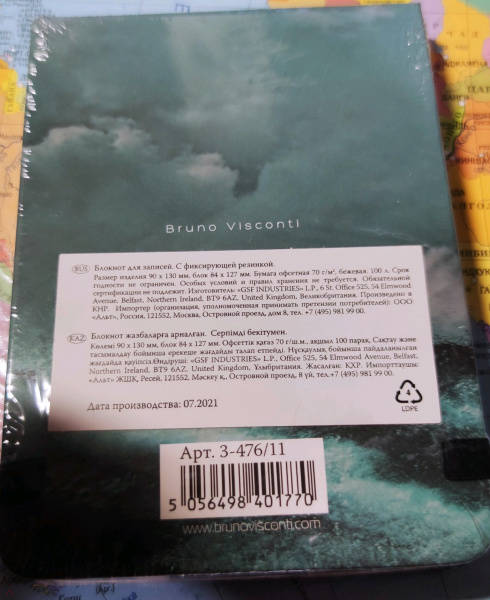 Bruno Visconti
RUS Блокнот для записей. С фиксирующей резинкой.
Размер изделия 90 х 130 мм, блок 84 х 127 мм. Бумага офсетная 70 г/м², бежевая. 100 л. Срок
годности не ограничен. Особых условий и правил хранения не требуется. Обязательной
сертификации не подлежит. Изготовитель- «GSF INDUSTRIES» L.P., 6 St. Office 525, 54 Elmwood
Avenue, Belfast, Northern Ireland, BT9 6AZ, United Kingdom, Великобритания. Произведено в
КНР. Импортер (организация, уполномоченная принимать претензии потребителей): ООО
«Альт», Россия, 121552, Москва, Островной проезд, дом 8, тел. +7 (495) 981 99 00.
KAZ Блокнот жазбаларға арналған. Серпімді бекітумен.
Көлемі 90 х 130 мм, блок 84 х 127 мм. Офсеттік қағаз 70 г/ш.м., ақшыл 100 парақ. Сақтау және
тасымалдау бойынша ерекше жағдайды талап етпейді. Нұсқаулық бойынша пайдаланылған
жағдайда қауіпсіз.Өндіруші: «GSF INDUSTRIES» L.P., Office 525, 54 Elmwood Avenue, Belfast,
Northern Ireland, BT9 6AZ, United Kingdom, Ұлыбритания. Жасалған: ҚХР. Импорттаушы:
«Альт» ЖШҚ, Ресей, 121552, Мәскеу қ., Островной проезд, 8 үй, тел.+7 (495) 981 99 00.
Дата производства: 07.2021
4
LDPE
Арт. 3-476/11
5 056498 401770
www.brunovisconti.com